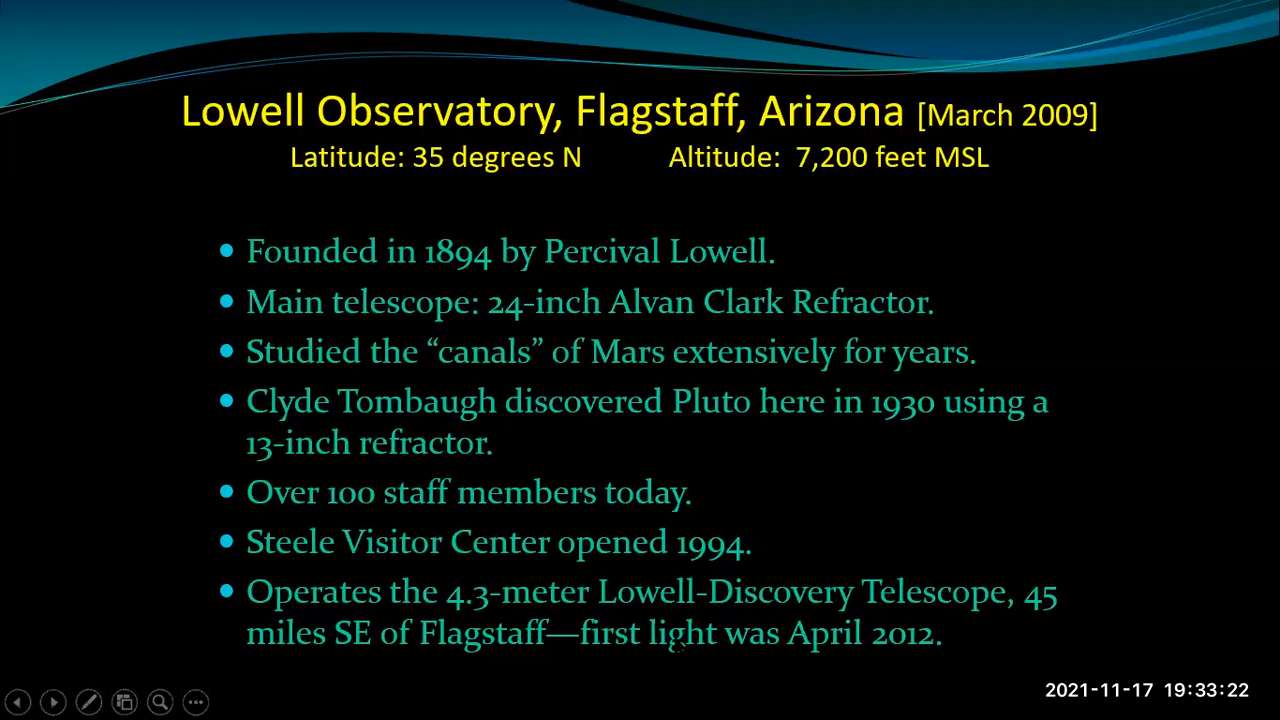 Lowell Observatory, Flagstaff, Arizona [March 2009]
Latitude: 35 degrees N Altitude: 7,200 feet MSL
• Founded in 1894 by Percival Lowell.
• Main telescope: 24-inch Alvan Clark Refractor.
• Studied the “canals” of Mars extensively for years.
• Clyde Tombaugh discovered Pluto here in 1930 using a
13-inch refractor.
• Over 100 staff members today.
• Steele Visitor Center opened 1994.
• Operates the 4.3-meter Lowell-Discovery Telescope, 45
miles SE of Flagstaff—first light was April 2012.
2021-11-17 19:33:22